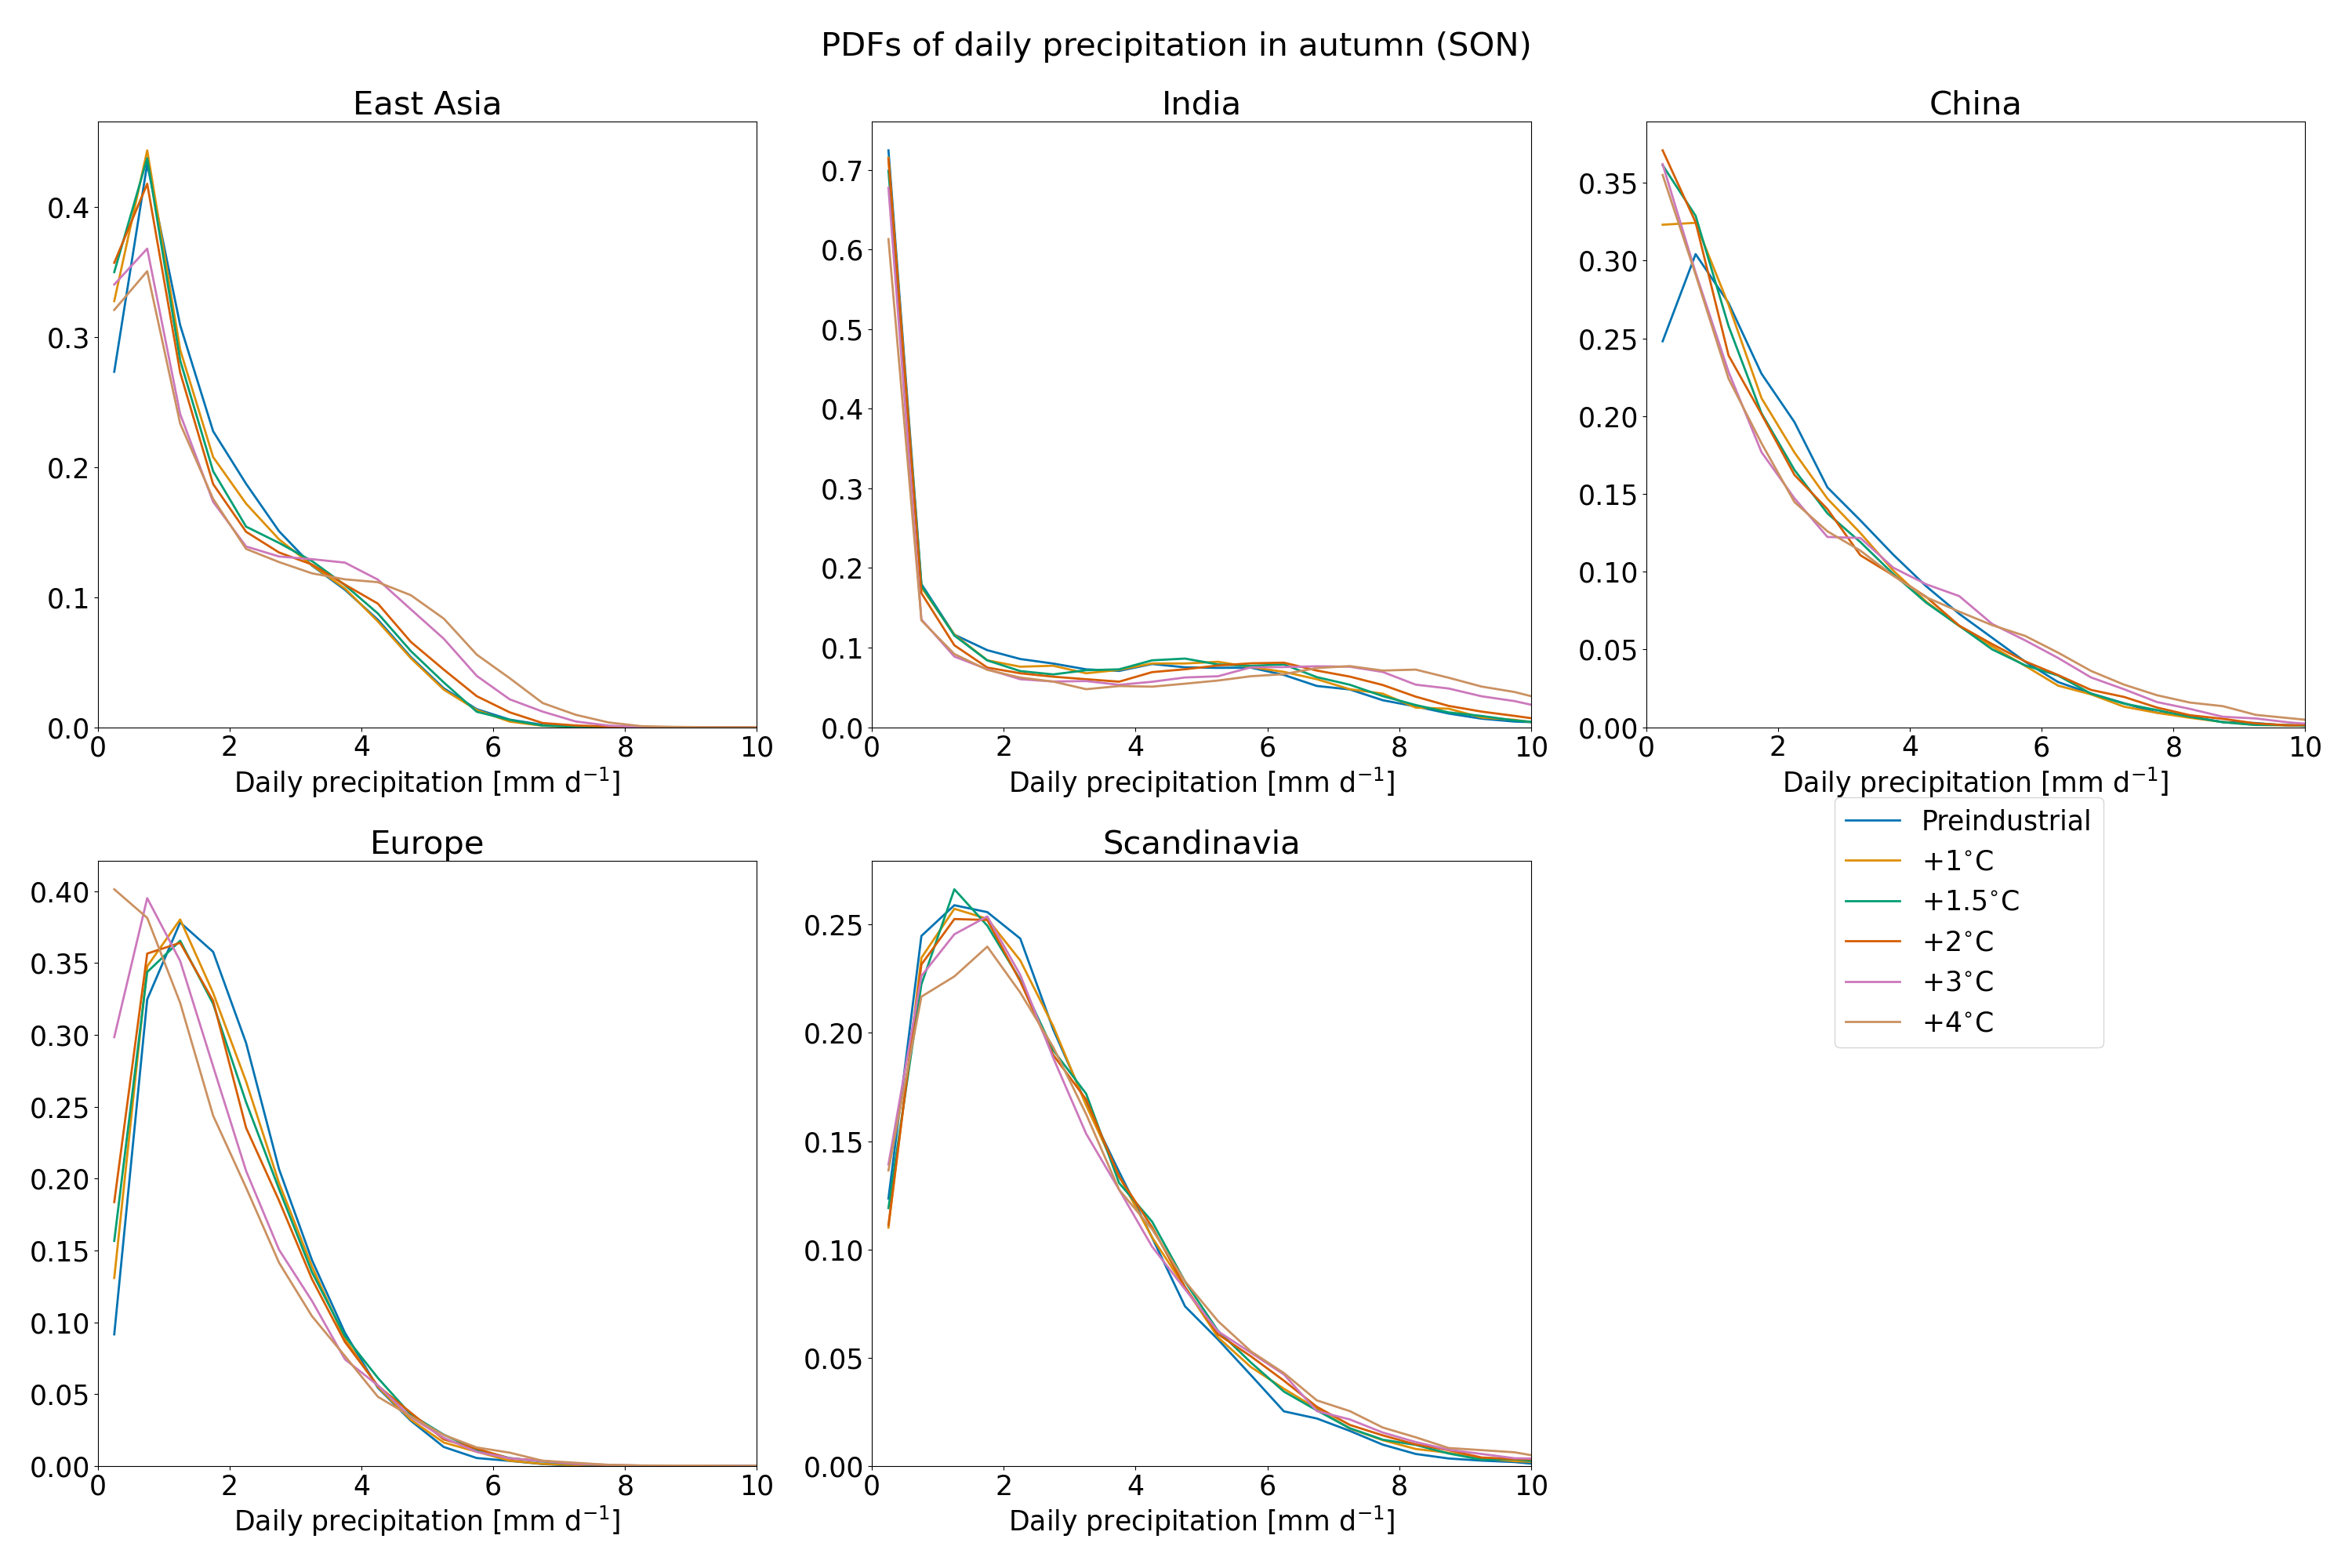 PDFs of daily precipitation in autumn (SON)
East Asia
0.4
0.3
0.2
0.1
0.0
0 2 4 6 8 10
Daily precipitation [mm d⁻¹]
India
0.7
0.6
0.5
0.4
0.3
0.2
0.1
0.0
0 2 4 6 8 10
Daily precipitation [mm d⁻¹]
China
0.35
0.30
0.25
0.20
0.15
0.10
0.05
0.00
0 2 4 6 8 10
Daily precipitation [mm d⁻¹]
Europe
0.40
0.35
0.30
0.25
0.20
0.15
0.10
0.05
0.00
0 2 4 6 8 10
Daily precipitation [mm d⁻¹]
Scandinavia
0.25
0.20
0.15
0.10
0.05
0.00
0 2 4 6 8 10
Daily precipitation [mm d⁻¹]
Preindustrial
+1°C
+1.5°C
+2°C
+3°C
+4°C